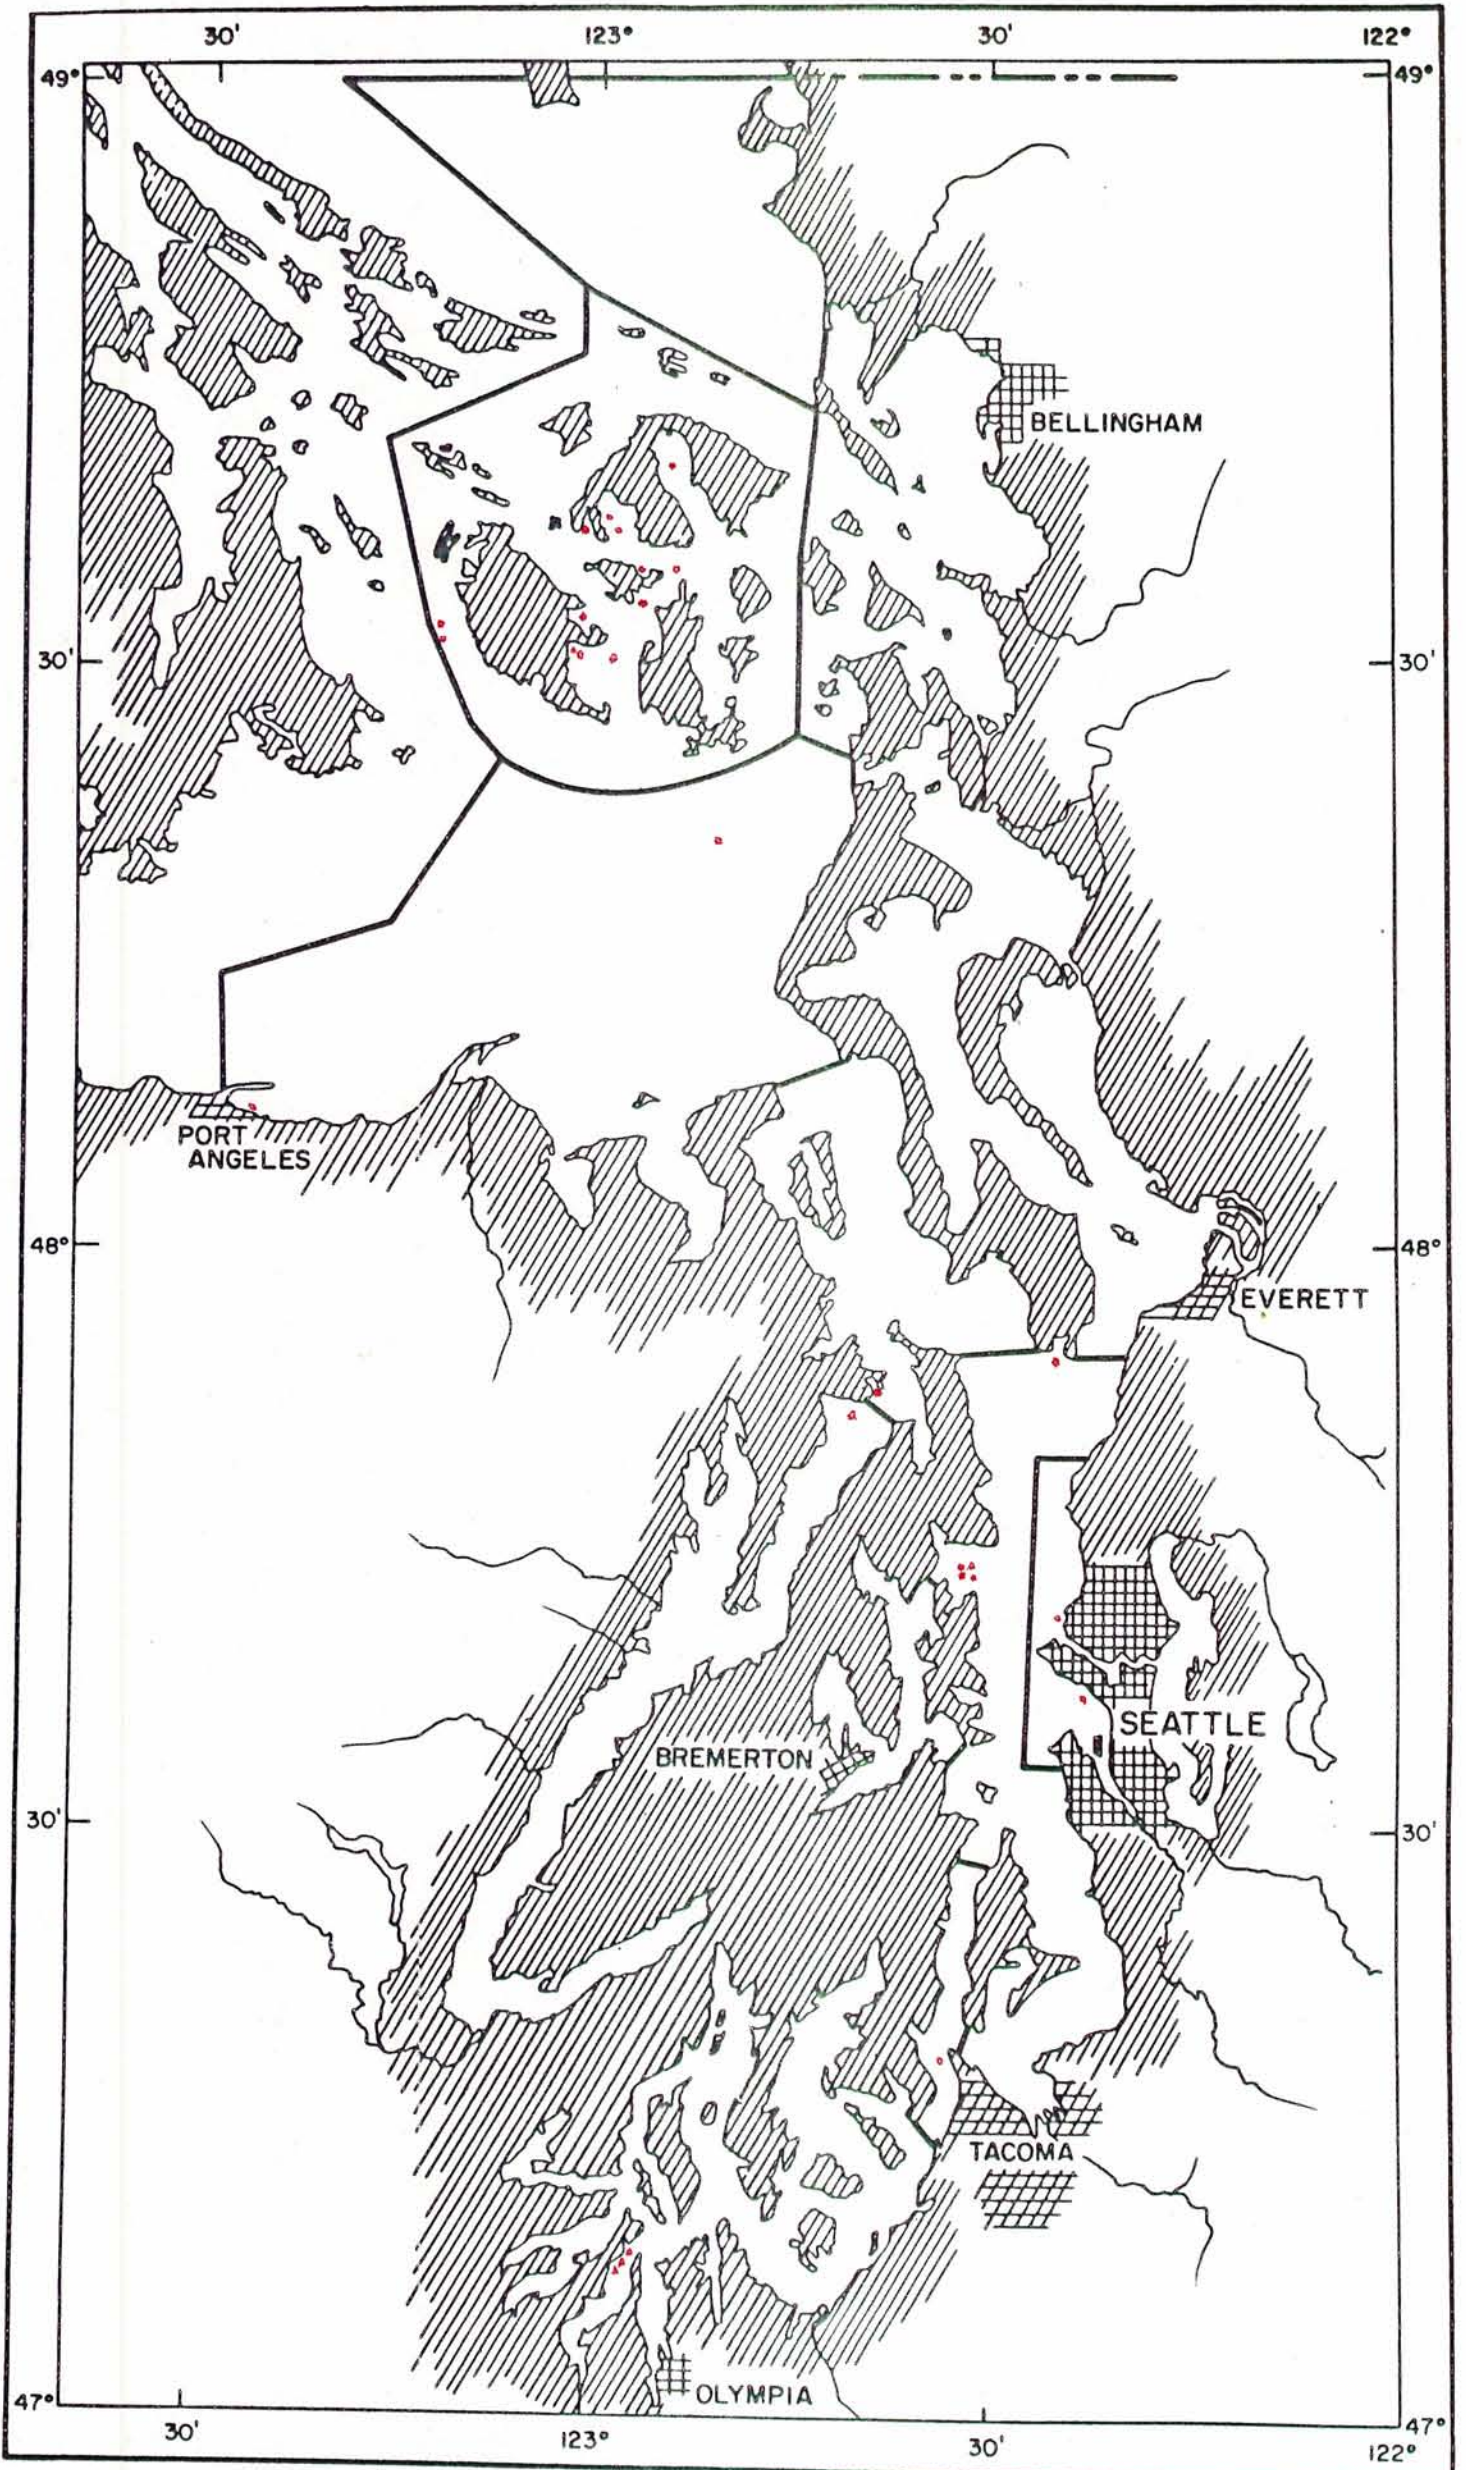 30' 123° 30' 122°
49° 49°
BELLINGHAM
30' 30'
PORT
ANGELES
48° 48°
EVERETT
SEATTLE
BREMERTON
30' 30'
TACOMA
OLYMPIA
47° 47°
30' 123° 30' 122°